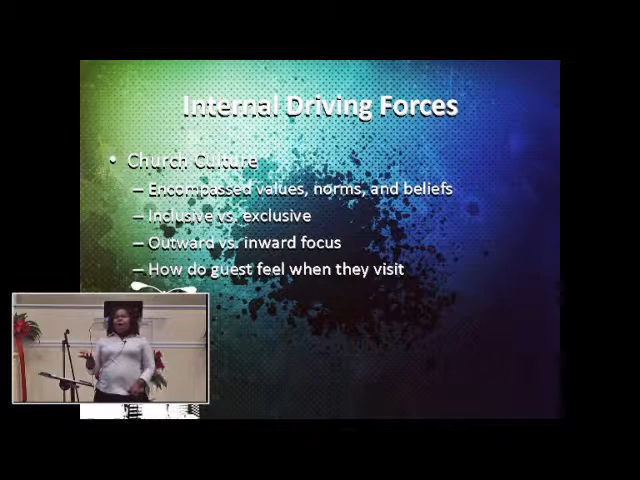 Internal Driving Forces
• Church Culture
– Encompassed values, norms, and beliefs
– Inclusive vs. exclusive
– Outward vs. inward focus
– How do guest feel when they visit